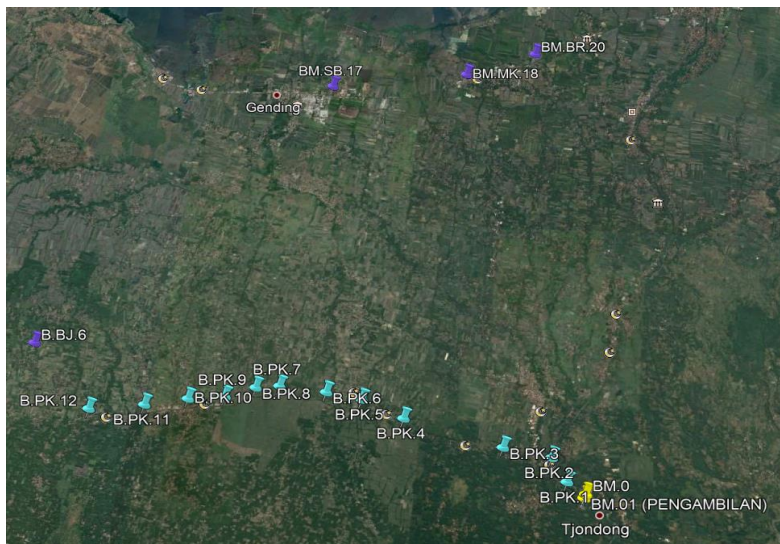 BM.BR.20
BM.SB.17
BM.MK.18
Gending
B.BJ.6
B.PK.7
B.PK.9
B.PK.8
B.PK.10
B.PK.6
B.PK.12
B.PK.11
B.PK.5
B.PK.4
B.PK.3
B.PK.2
BM.0
B.PK.1
BM.01 (PENGAMBILAN)
Tjondong